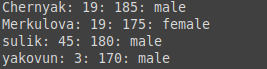 Chernyak: 19: 185: male
Merkulova: 19: 175: female
sulik: 45: 180: male
yakovun: 3: 170: male